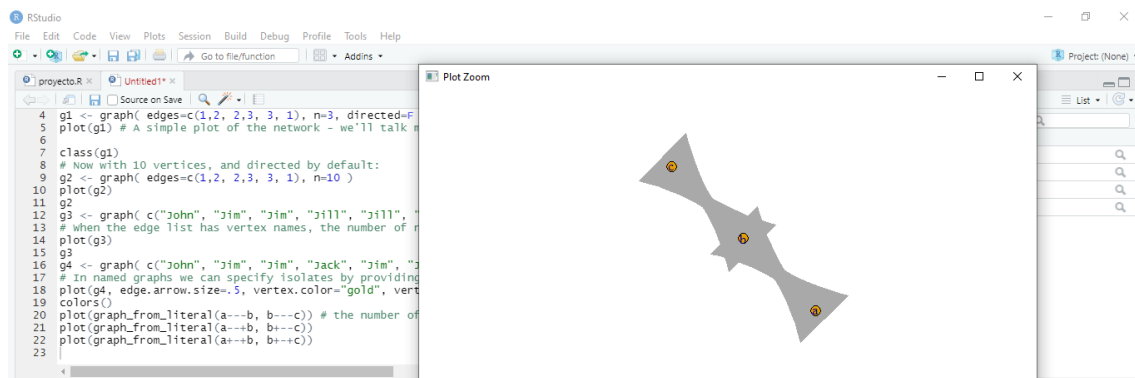 RStudio
File Edit Code View Plots Session Build Debug Profile Tools Help
Go to file/function Addins Project: (None)
Plot Zoom
proyecto.R Untitled1*
Source on Save List
4 g1 <- graph( edges=c(1,2, 2,3, 3, 1), n=3, directed=F
5 plot(g1) # A simple plot of the network - we'll talk m
6
7 class(g1)
8 # Now with 10 vertices, and directed by default:
9 g2 <- graph( edges=c(1,2, 2,3, 3, 1), n=10 )
10 plot(g2)
11 g2
12 g3 <- graph( c("John", "Jim", "Jim", "Jill", "Jill", "
13 # When the edge list has vertex names, the number of n
14 plot(g3)
15 g3
16 g4 <- graph( c("John", "Jim", "Jim", "Jack", "Jim", "J
17 # In named graphs we can specify isolates by providing
18 plot(g4, edge.arrow.size=.5, vertex.color="gold", vert
19 colors()
20 plot(graph_from_literal(a---b, b---c)) # the number of
21 plot(graph_from_literal(a--+b, b+--c))
22 plot(graph_from_literal(a+-+b, b+-+c))
23
c
b
a